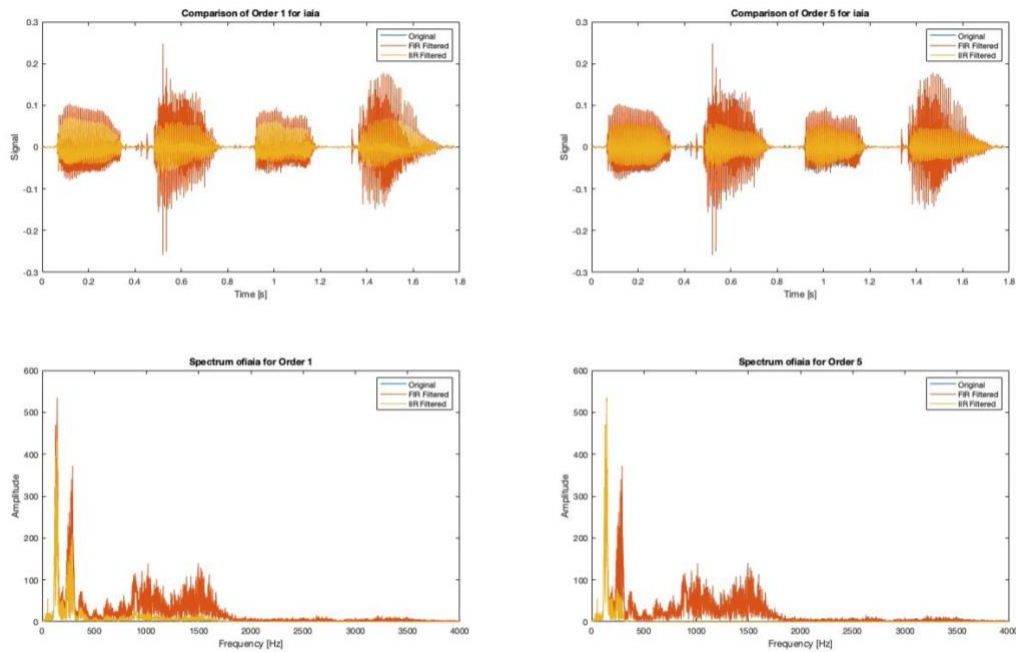 Comparison of Order 1 for iaia
Original
FIR Filtered
IIR Filtered
Signal
0.3
0.2
0.1
0
-0.1
-0.2
-0.3
0 0.2 0.4 0.6 0.8 1 1.2 1.4 1.6 1.8
Time [s]
Comparison of Order 5 for iaia
Original
FIR Filtered
IIR Filtered
Signal
0.3
0.2
0.1
0
-0.1
-0.2
-0.3
0 0.2 0.4 0.6 0.8 1 1.2 1.4 1.6 1.8
Time [s]
Spectrum ofiaia for Order 1
Original
FIR Filtered
IIR Filtered
Amplitude
600
500
400
300
200
100
0
0 500 1000 1500 2000 2500 3000 3500 4000
Frequency [Hz]
Spectrum ofiaia for Order 5
Original
FIR Filtered
IIR Filtered
Amplitude
600
500
400
300
200
100
0
0 500 1000 1500 2000 2500 3000 3500 4000
Frequency [Hz]